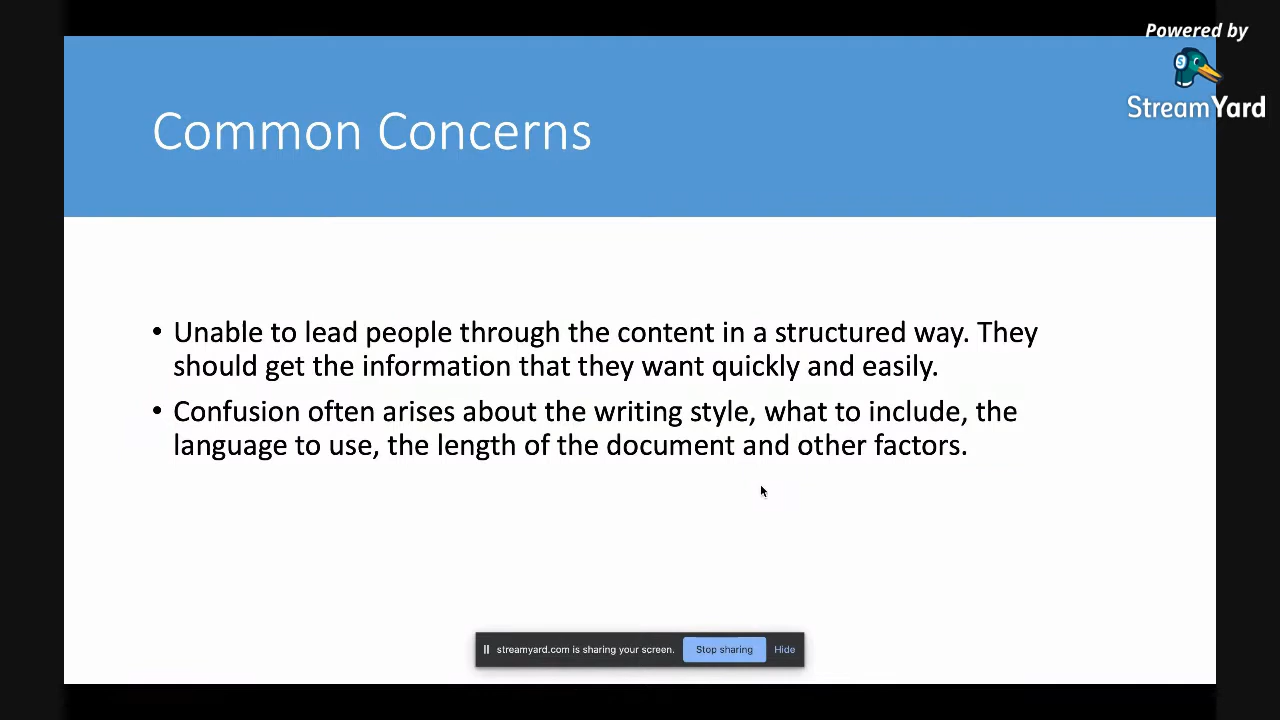 Powered by
StreamYard
Common Concerns
• Unable to lead people through the content in a structured way. They
should get the information that they want quickly and easily.
• Confusion often arises about the writing style, what to include, the
language to use, the length of the document and other factors.
streamyard.com is sharing your screen. Stop sharing Hide